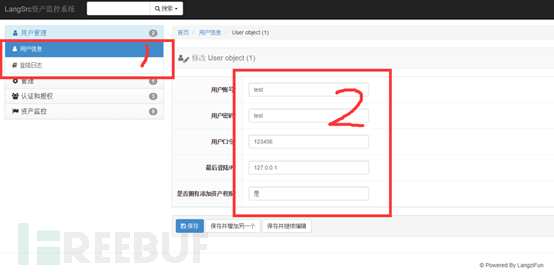 LangSrc资产监控系统
搜索
用户管理 2
用户信息
登陆日志
管理 1
认证和授权 2
资产监控 9
首页 / 用户信息 / User object (1)
修改 User object (1)
用户账号 test
用户密码 test
用户口令 123456
最后登陆IP 127.0.0.1
是否拥有添加资产权限 是
保存 保存并增加另一个 保存并继续编辑
1
2
FREEBUF
© Powered By LangziFun